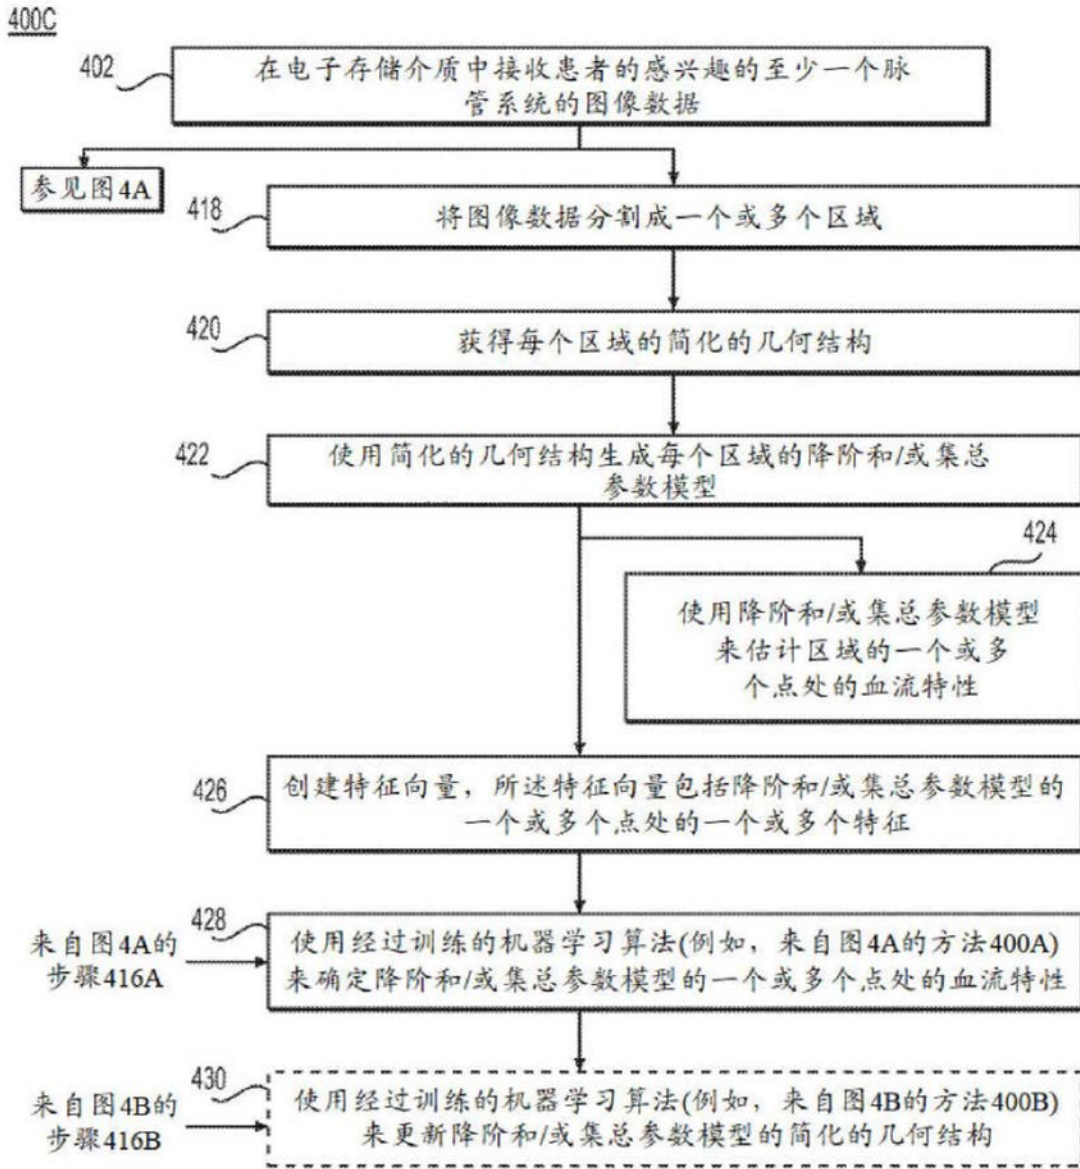 400C
402
在电子存储介质中接收患者的感兴趣的至少一个脉
管系统的图像数据
参见图4A
418
将图像数据分割成一个或多个区域
420
获得每个区域的简化的几何结构
422
使用简化的几何结构生成每个区域的降阶和/或集总
参数模型
424
使用降阶和/或集总参数模型
来估计区域的一个或多
个点处的血流特性
426
创建特征向量，所述特征向量包括降阶和/或集总参数模型的
一个或多个点处的一个或多个特征
428
来自图4A的
步骤416A
使用经过训练的机器学习算法(例如，来自图4A的方法400A)
来确定降阶和/或集总参数模型的一个或多个点处的血流特性
430
来自图4B的
步骤416B
使用经过训练的机器学习算法(例如，来自图4B的方法400B)
来更新降阶和/或集总参数模型的简化的几何结构